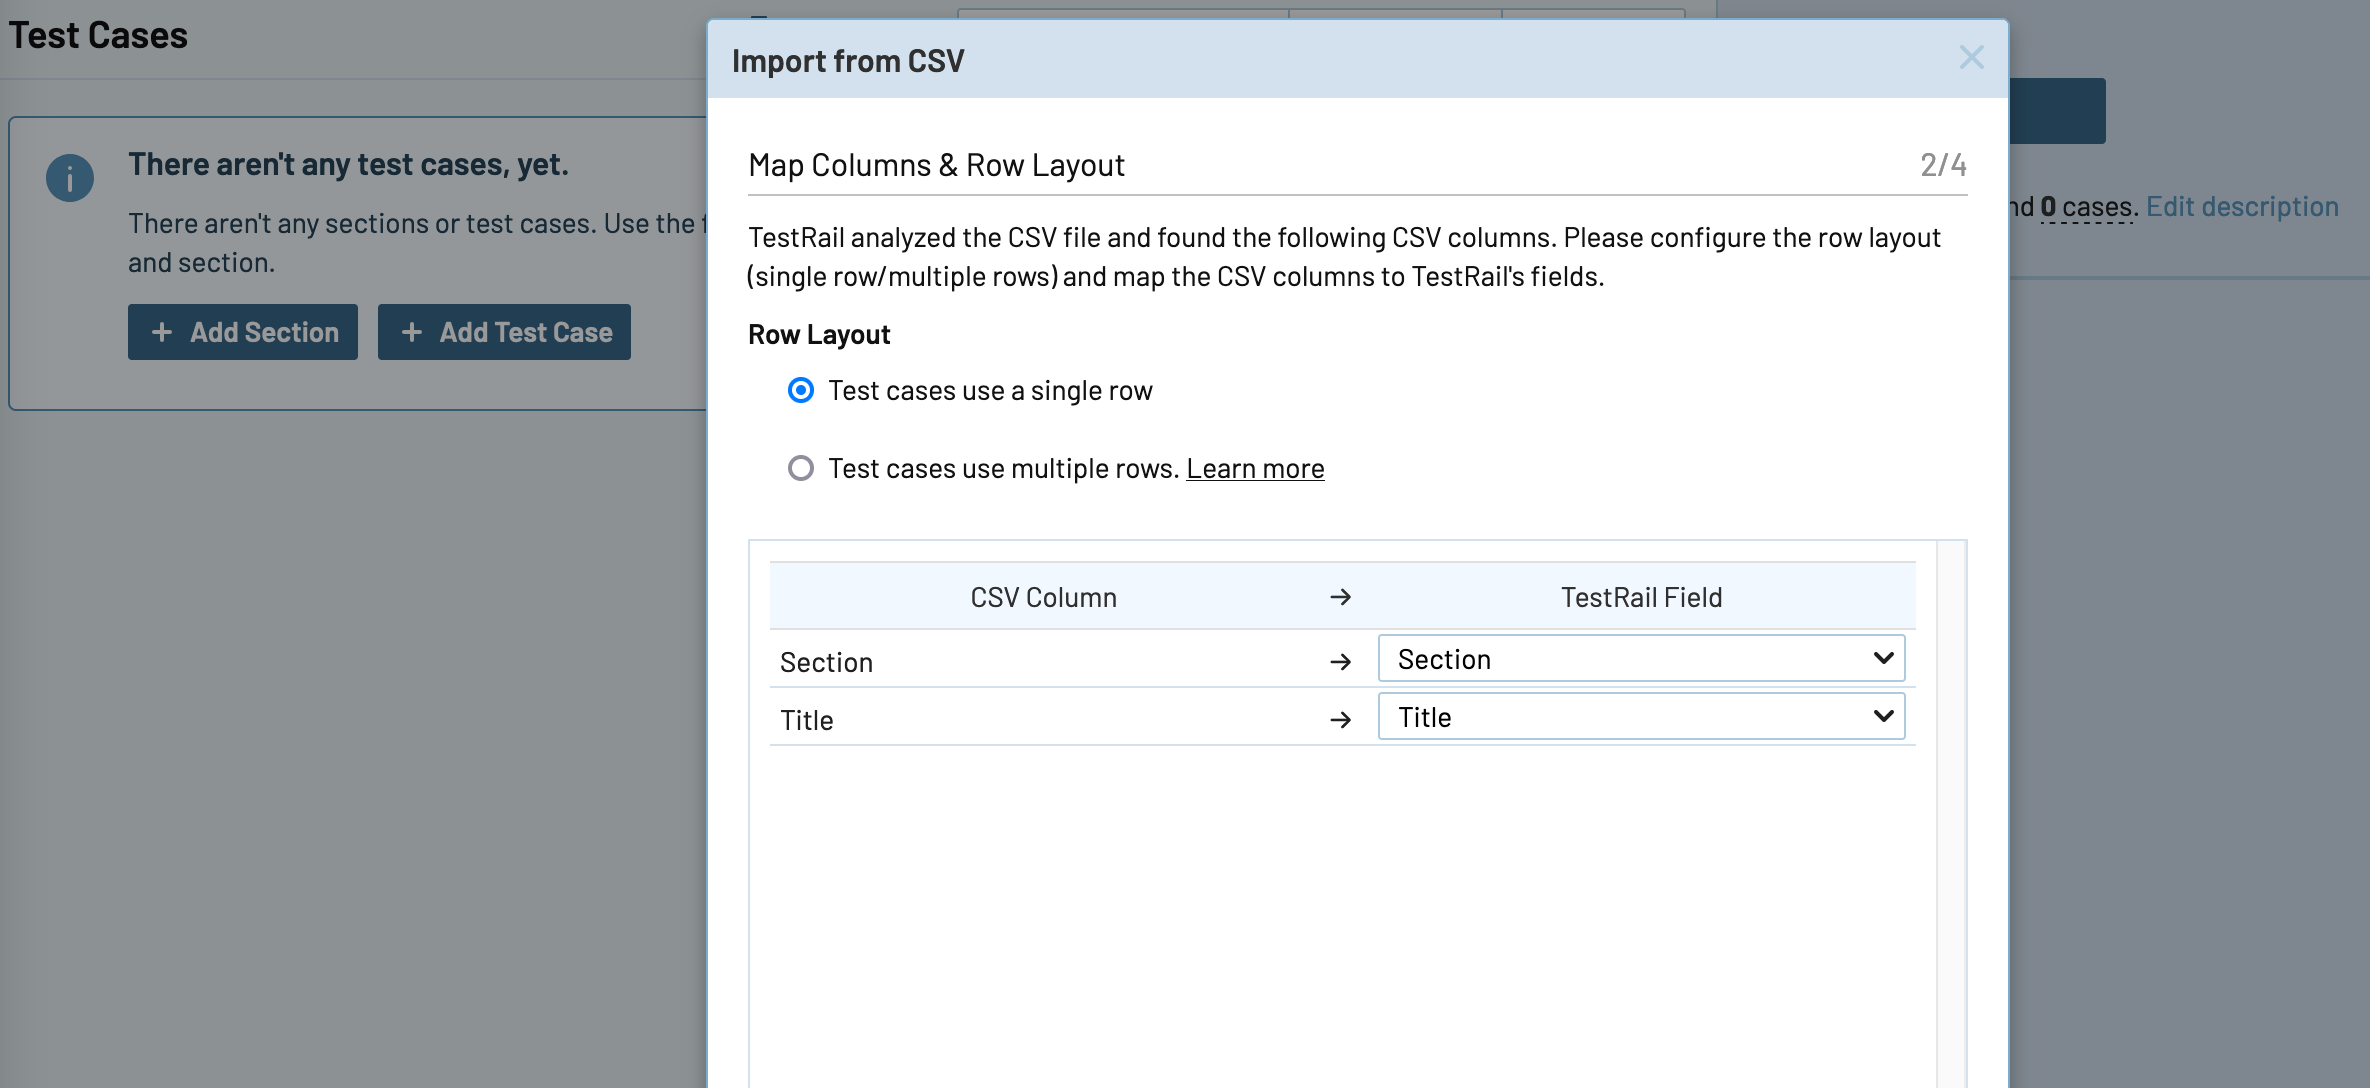 Test Cases
There aren't any test cases, yet.
There aren't any sections or test cases. Use the
and section.
+ Add Section
+ Add Test Case
Import from CSV
Map Columns & Row Layout
2/4
TestRail analyzed the CSV file and found the following CSV columns. Please configure the row layout
(single row/multiple rows) and map the CSV columns to TestRail's fields.
Row Layout
Test cases use a single row
Test cases use multiple rows. Learn more
CSV Column → TestRail Field
Section → Section
Title → Title
0 cases. Edit description